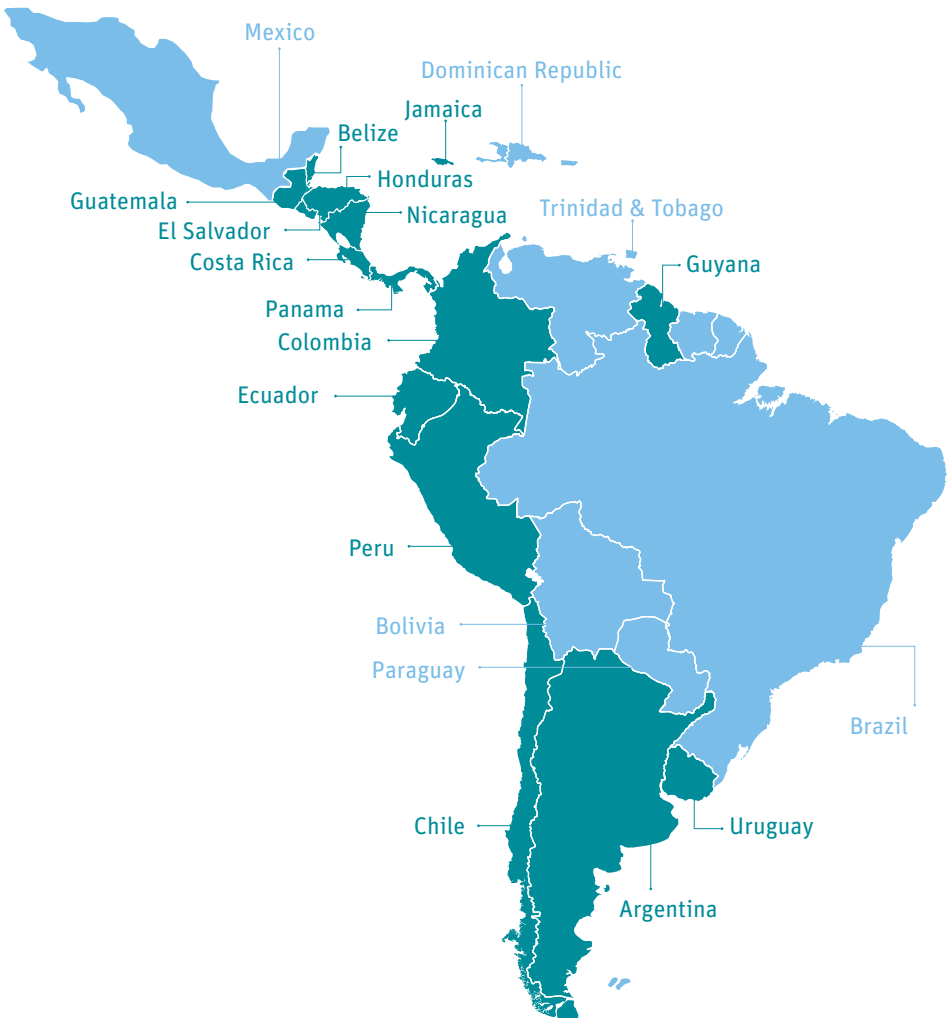 Mexico
Dominican Republic
Jamaica
Belize
Honduras
Guatemala
Nicaragua
Trinidad & Tobago
El Salvador
Costa Rica
Guyana
Panama
Colombia
Ecuador
Peru
Bolivia
Paraguay
Brazil
Chile
Uruguay
Argentina